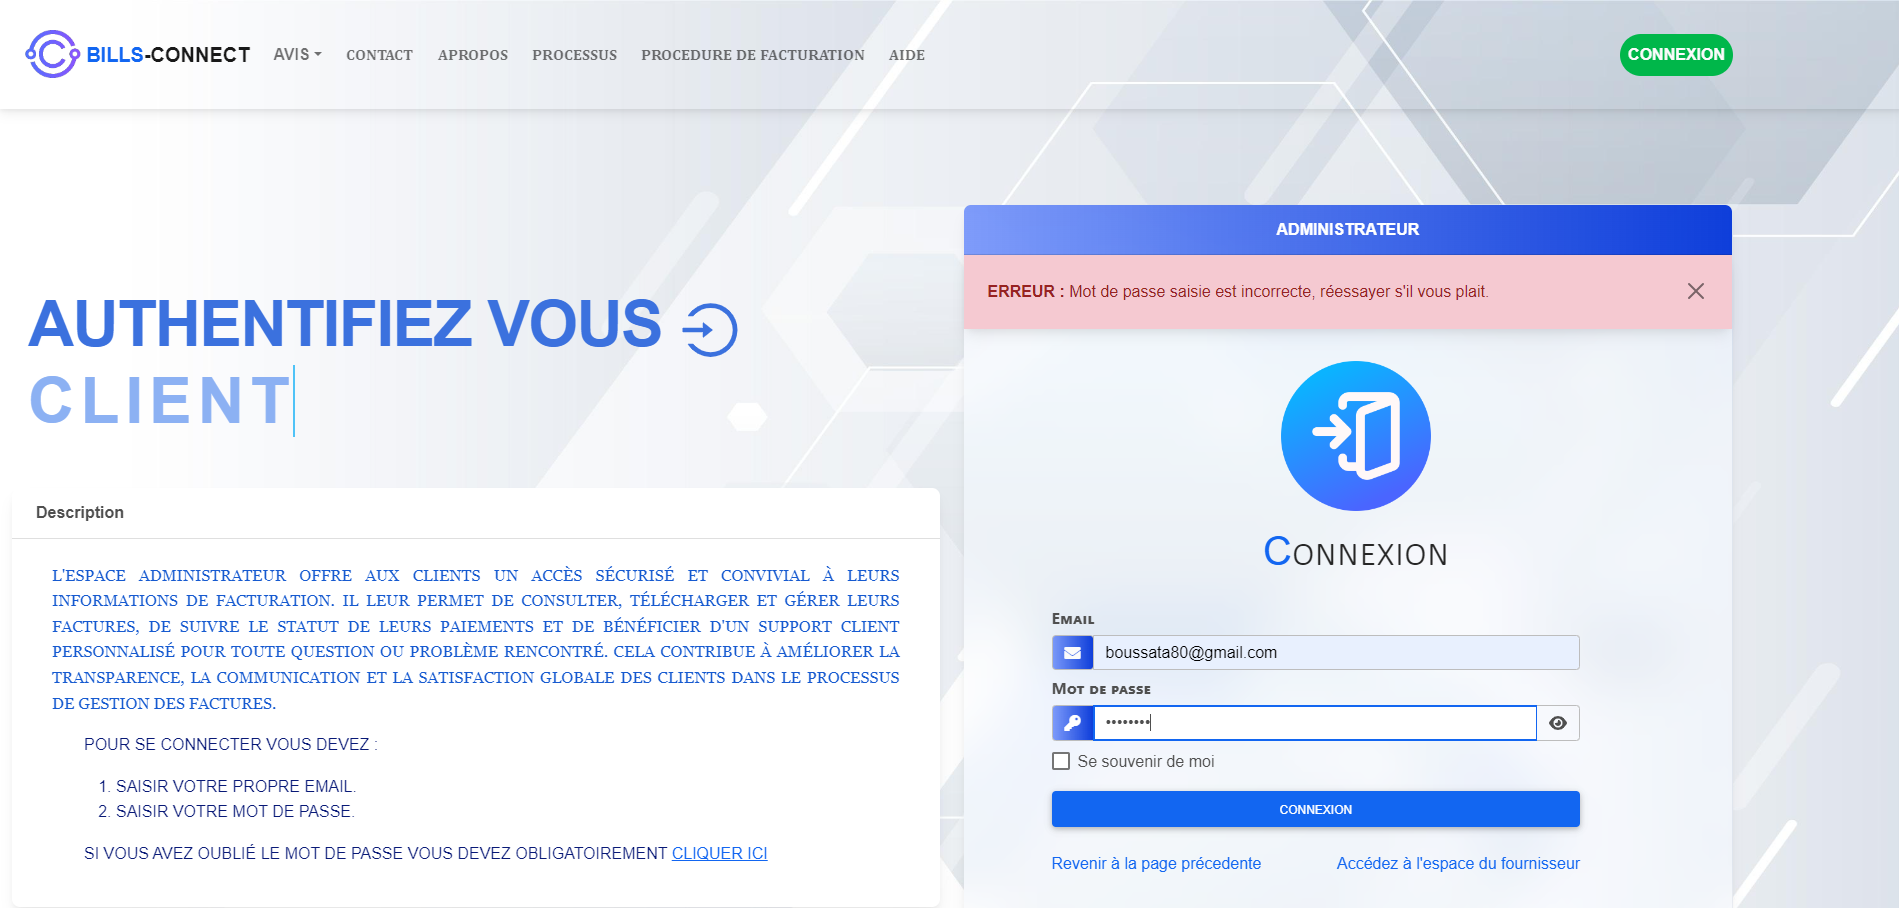 BILLS-CONNECT AVIS CONTACT APROPOS PROCESSUS PROCEDURE DE FACTURATION AIDE CONNEXION
AUTHENTIFIEZ VOUS
CLIENT
Description
L'ESPACE ADMINISTRATEUR OFFRE AUX CLIENTS UN ACCÈS SÉCURISÉ ET CONVIVIAL À LEURS
INFORMATIONS DE FACTURATION. IL LEUR PERMET DE CONSULTER, TÉLÉCHARGER ET GÉRER LEURS
FACTURES, DE SUIVRE LE STATUT DE LEURS PAIEMENTS ET DE BÉNÉFICIER D'UN SUPPORT CLIENT
PERSONNALISÉ POUR TOUTE QUESTION OU PROBLÈME RENCONTRÉ. CELA CONTRIBUE À AMÉLIORER LA
TRANSPARENCE, LA COMMUNICATION ET LA SATISFACTION GLOBALE DES CLIENTS DANS LE PROCESSUS
DE GESTION DES FACTURES.
POUR SE CONNECTER VOUS DEVEZ :
1. SAISIR VOTRE PROPRE EMAIL.
2. SAISIR VOTRE MOT DE PASSE.
SI VOUS AVEZ OUBLIÉ LE MOT DE PASSE VOUS DEVEZ OBLIGATOIREMENT CLIQUER ICI
ADMINISTRATEUR
ERREUR : Mot de passe saisie est incorrecte, réessayer s'il vous plait.
CONNEXION
EMAIL
boussata80@gmail.com
MOT DE PASSE
••••••••
Se souvenir de moi
CONNEXION
Revenir à la page précedente
Accédez à l'espace du fournisseur